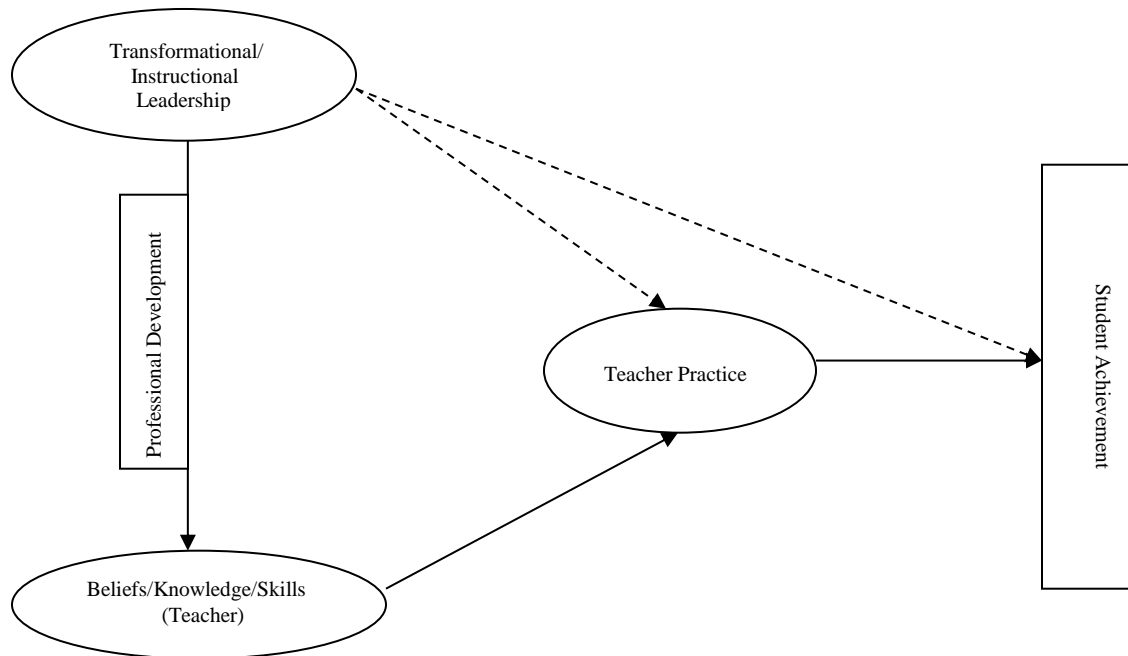 Transformational/
Instructional
Leadership
Professional Development
Student Achievement
Teacher Practice
Beliefs/Knowledge/Skills
(Teacher)